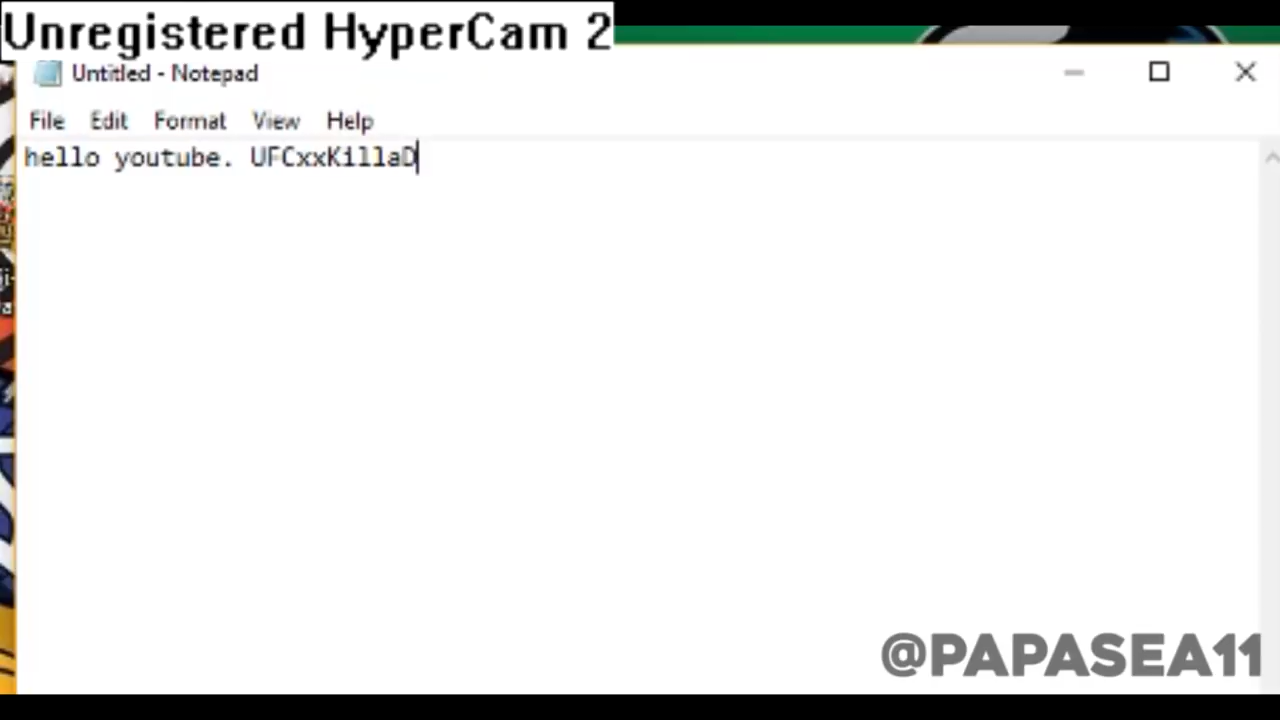 Unregistered HyperCam 2
Untitled - Notepad
File Edit Format View Help
hello youtube. UFCxxKillaD
@PAPASEA11